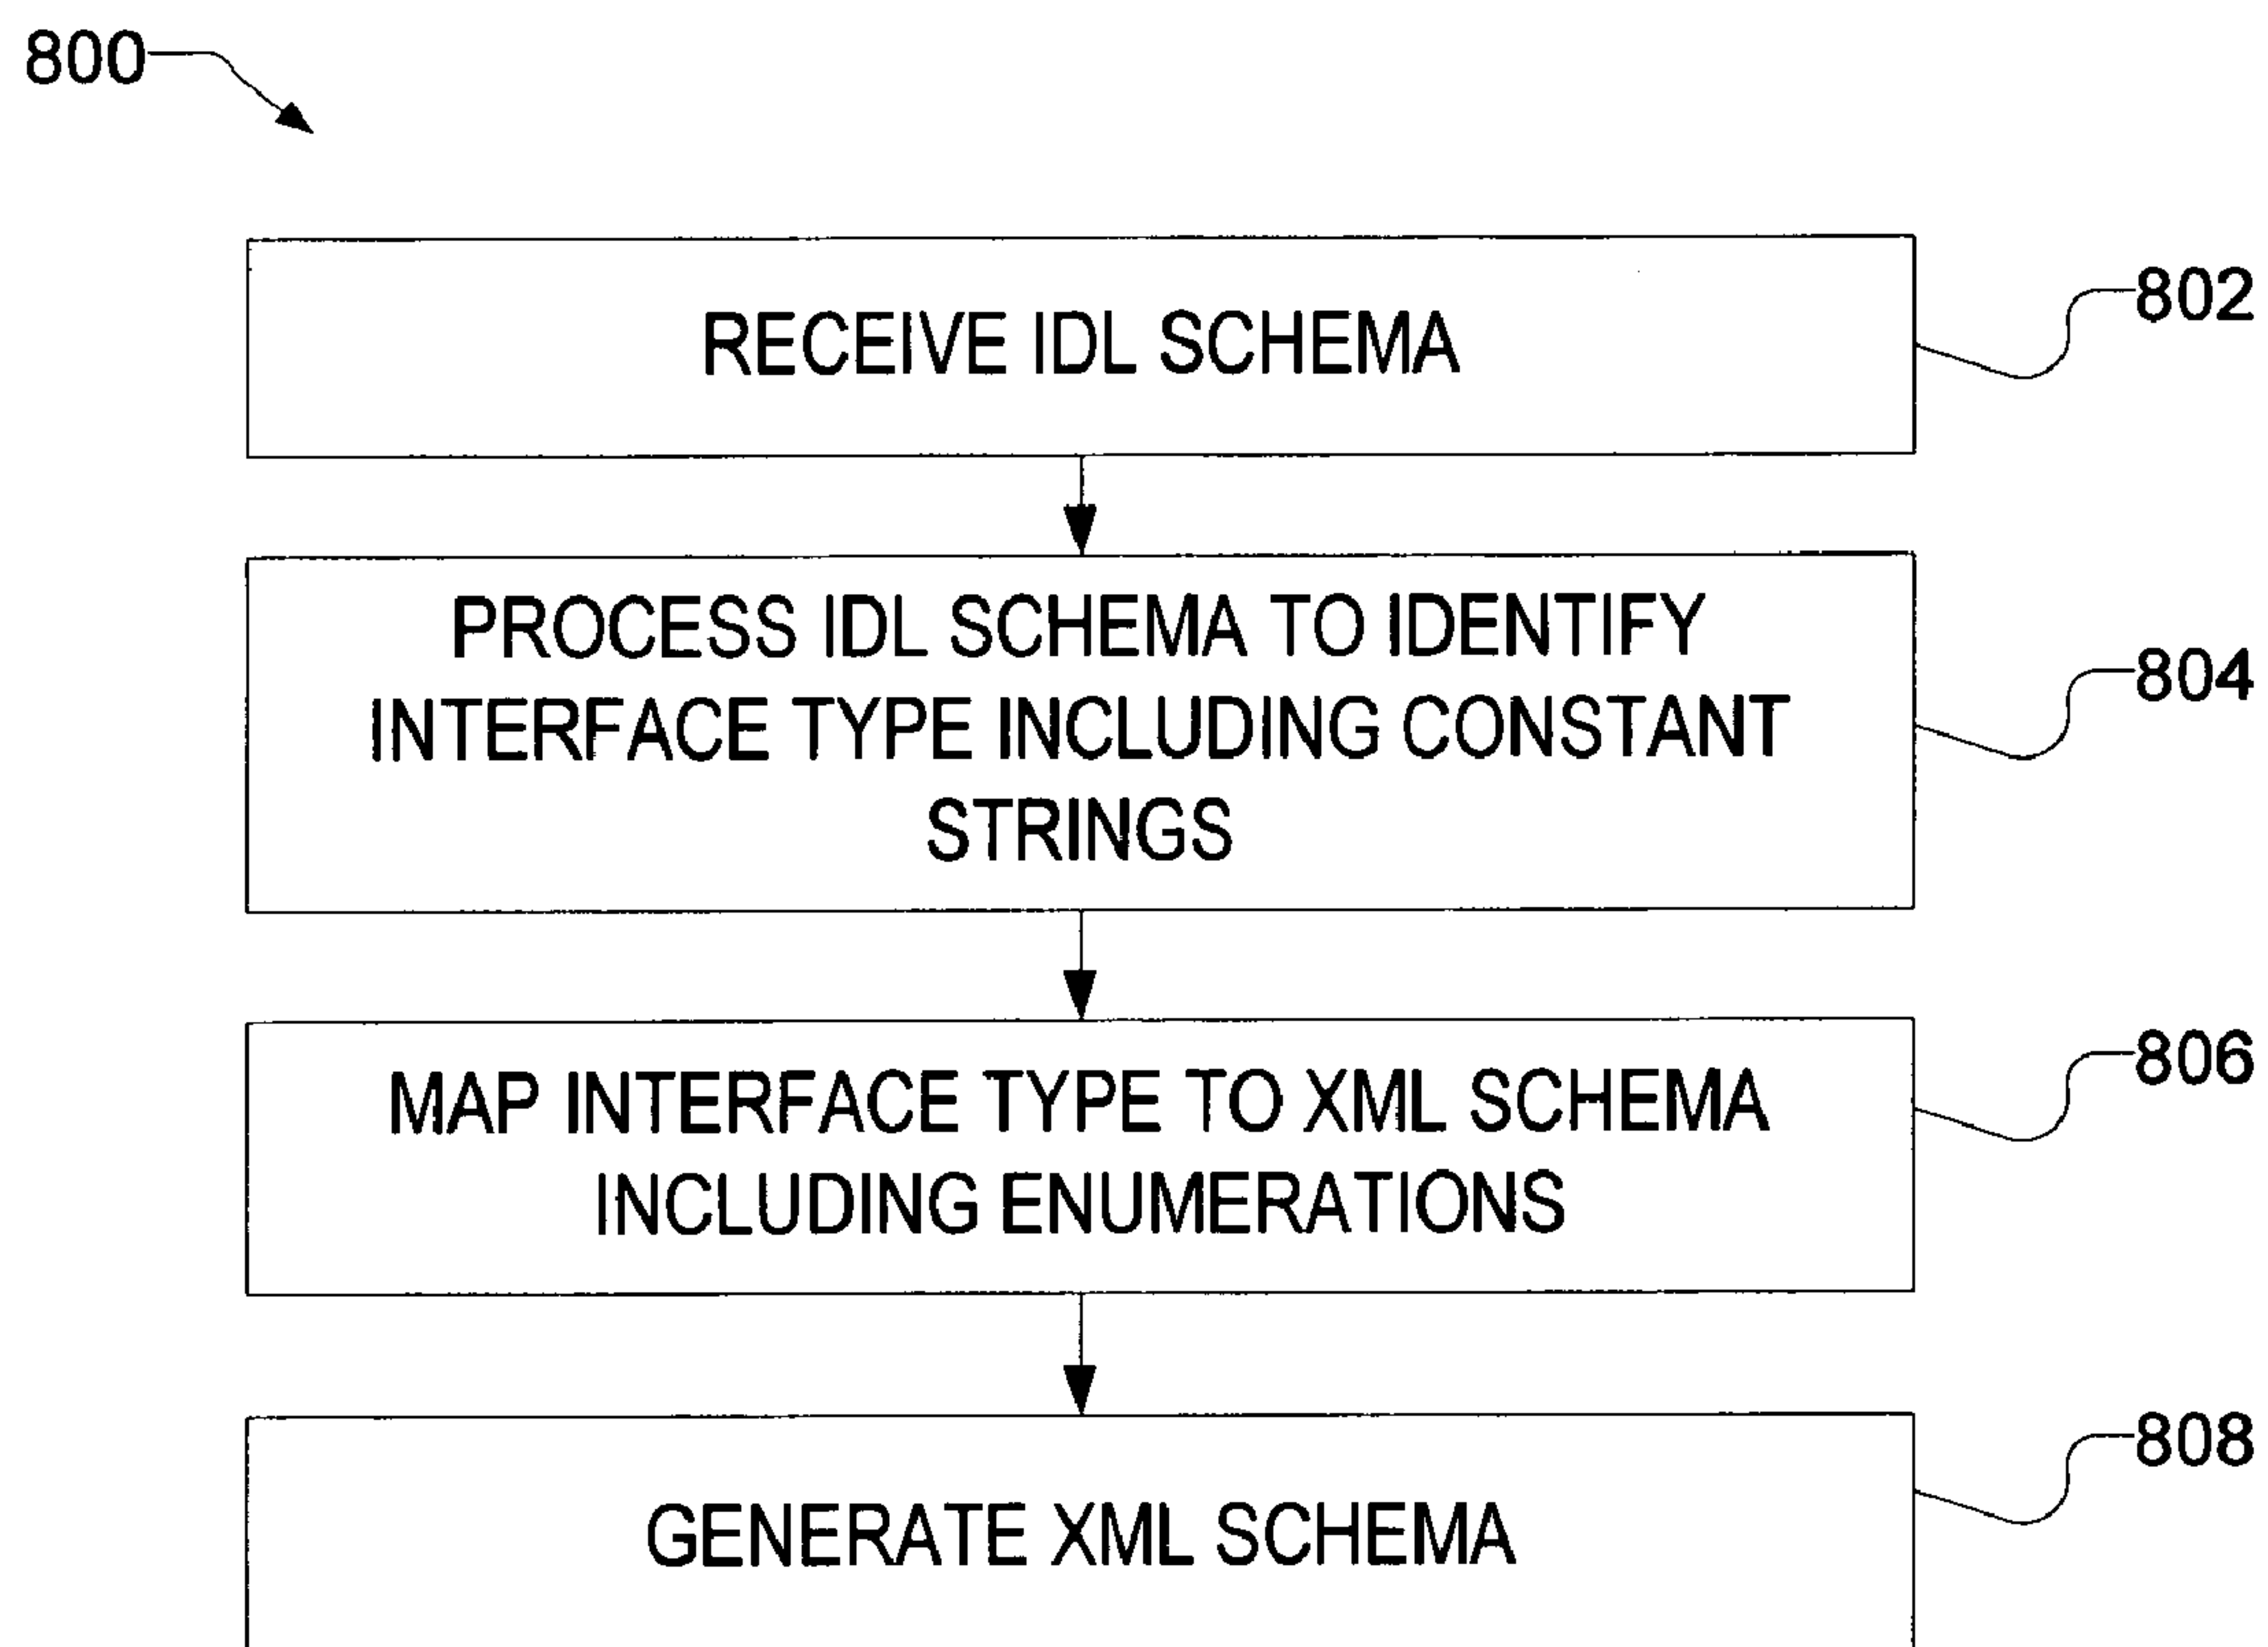 800
RECEIVE IDL SCHEMA
802
PROCESS IDL SCHEMA TO IDENTIFY
INTERFACE TYPE INCLUDING CONSTANT
STRINGS
804
MAP INTERFACE TYPE TO XML SCHEMA
INCLUDING ENUMERATIONS
806
GENERATE XML SCHEMA
808